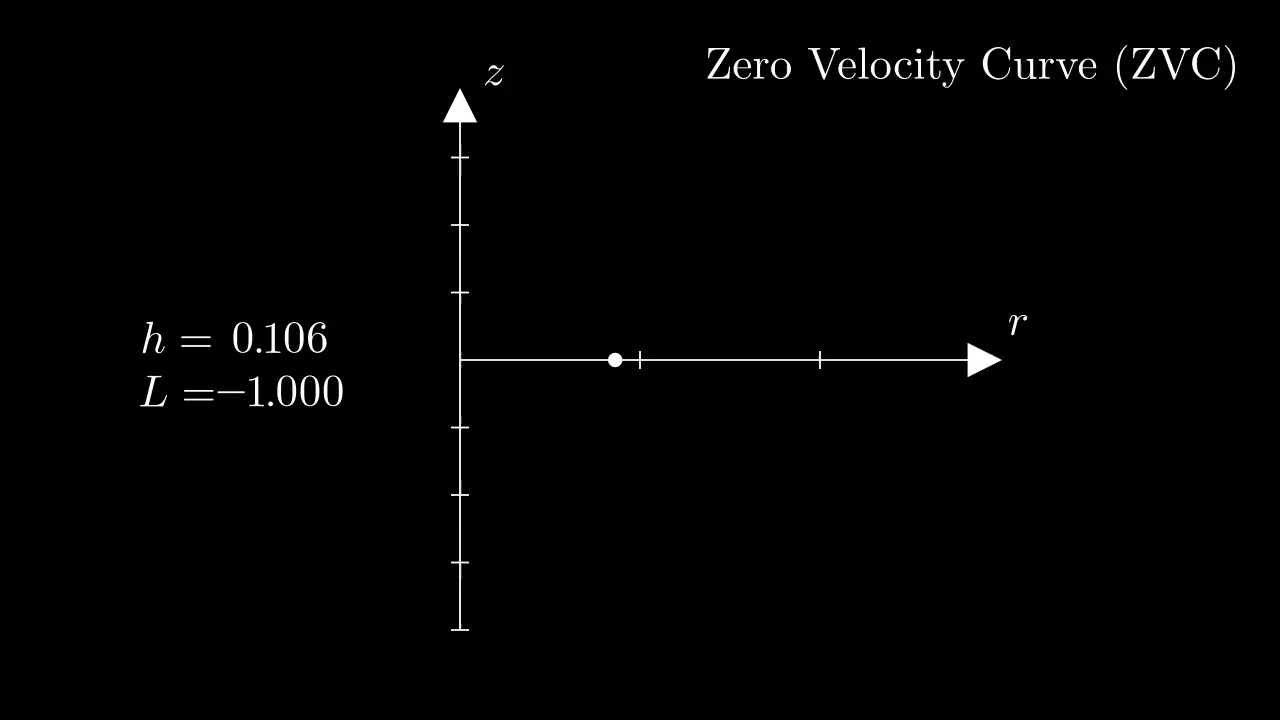 Zero Velocity Curve (ZVC)
z
r
h = 0.106
L =−1.000